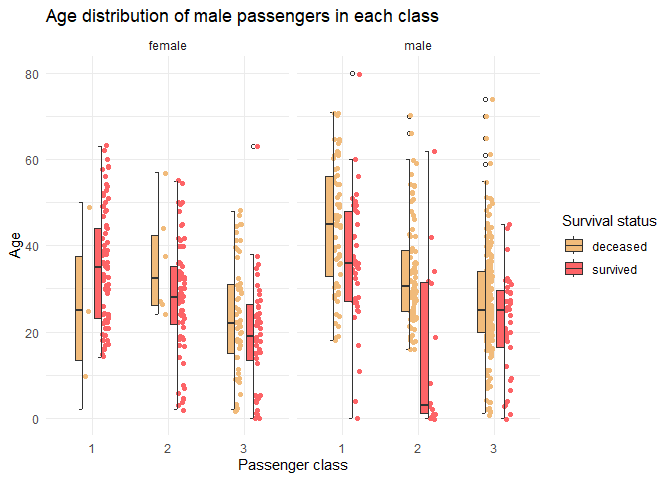 Age distribution of male passengers in each class
female
male
80
60
40
20
0
Age
1
2
3
1
2
3
Passenger class
Survival status
deceased
survived